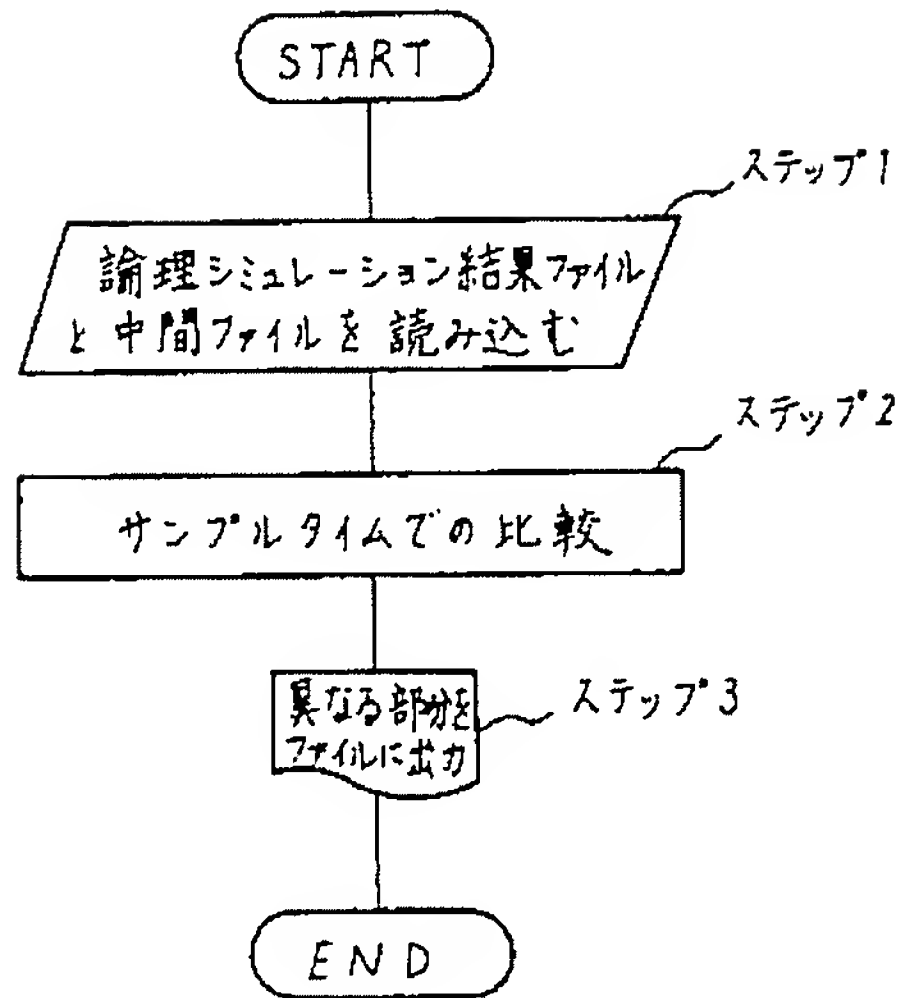 START
ステップ1
論理シミュレーション結果ファイル
と中間ファイルを読み込む
ステップ2
サンプルタイムでの比較
異なる部分を
ファイルに出力
ステップ3
END